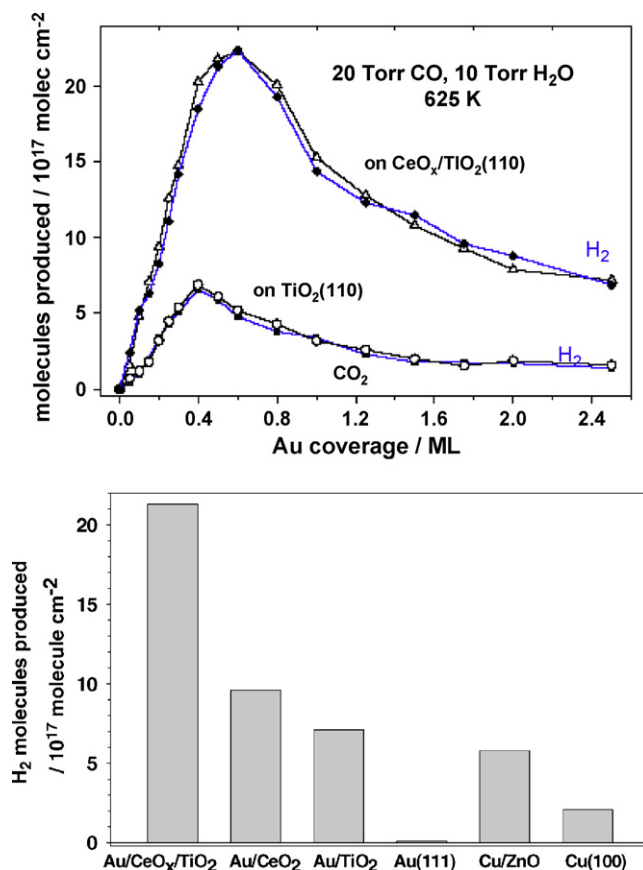 molecules produced / 10¹⁷ molec cm⁻²
20
15
10
5
0
20 Torr CO, 10 Torr H₂O
625 K
on CeOₓ/TIO₂(110)
H₂
on TiO₂(110)
H₂
CO₂
0.0 0.4 0.8 1.2 1.6 2.0 2.4
Au coverage / ML
H₂ molecules produced
/ 10¹⁷ molecule cm⁻²
20
15
10
5
0
Au/CeOₓ/TiO₂ Au/CeO₂ Au/TiO₂ Au(111) Cu/ZnO Cu(100)